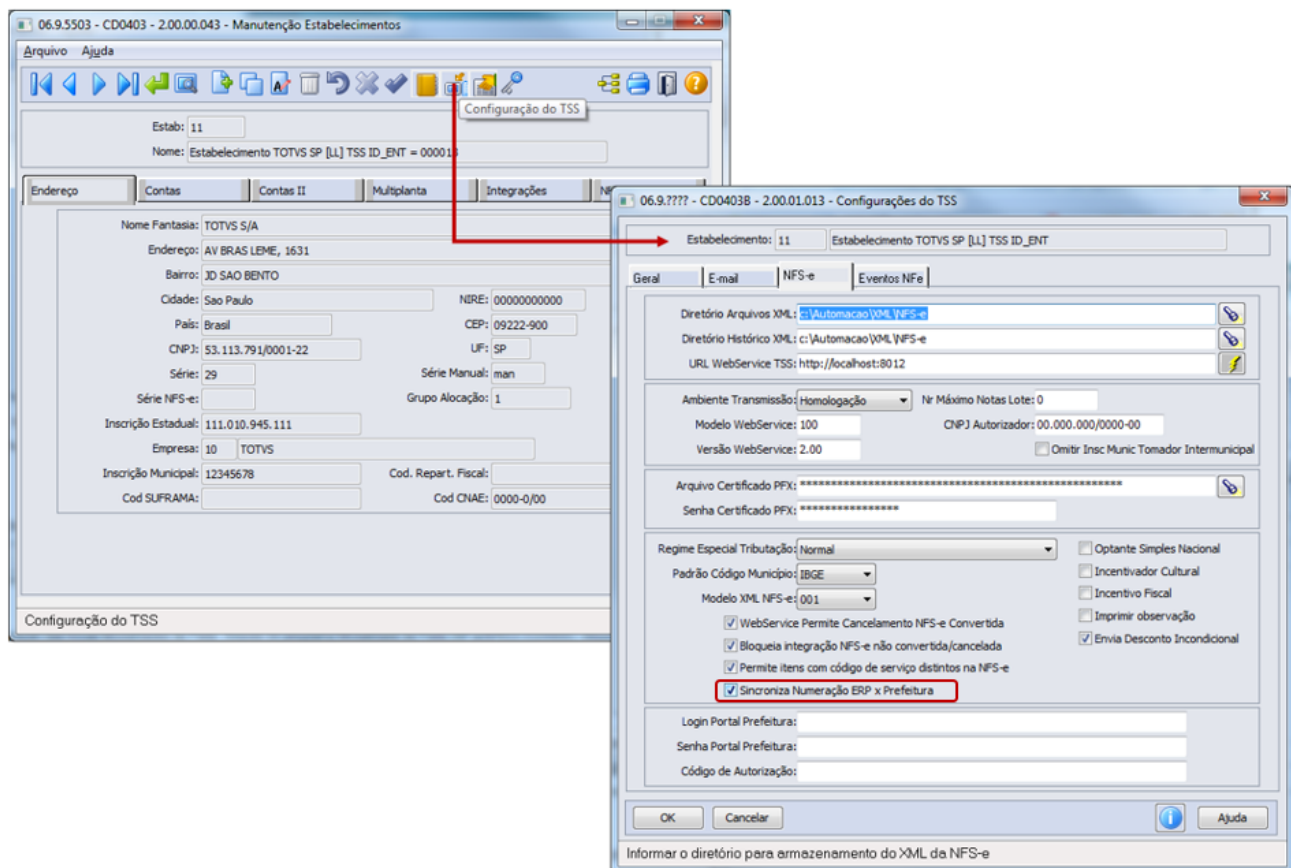 06.9.5503 - CD0403 - 2.00.00.043 - Manutenção Estabelecimentos
Arquivo Ajuda
Configuração do TSS
Estab: 11
Nome: Estabelecimento TOTVS SP [LL] TSS ID_ENT = 000018
Endereço Contas Contas II Multiplanta Integrações
Nome Fantasia: TOTVS S/A
Endereço: AV BRAS LEME, 1631
Bairro: JD SAO BENTO
Cidade: Sao Paulo NIRE: 00000000000
País: Brasil CEP: 09222-900
CNPJ: 53.113.791/0001-22 UF: SP
Série: 29 Série Manual: man
Série NFS-e: Grupo Alocação: 1
Inscrição Estadual: 111.010.945.111
Empresa: 10 TOTVS
Inscrição Municipal: 12345678 Cod. Repart. Fiscal:
Cod SUFRAMA: Cod CNAE: 0000-0/00
Configuração do TSS
06.9.???? - CD0403B - 2.00.01.013 - Configurações do TSS
Estabelecimento: 11 Estabelecimento TOTVS SP [LL] TSS ID_ENT
Geral E-mail NFS-e Eventos NFe
Diretório Arquivos XML: c:\Automacao\XML\NFS-e
Diretório Histórico XML: c:\Automacao\XML\NFS-e
URL WebService TSS: http://localhost:8012
Ambiente Transmissão: Homologação Nr Máximo Notas Lote: 0
Modelo WebService: 100 CNPJ Autorizador: 00.000.000/0000-00
Versão WebService: 2.00 Omitir Insc Munic Tomador Intermunicipal
Arquivo Certificado PFX: ****************************************************
Senha Certificado PFX: ****************
Regime Especial Tributação: Normal Optante Simples Nacional
Padrão Código Município: IBGE Incentivador Cultural
Modelo XML NFS-e: 001 Incentivo Fiscal
WebService Permite Cancelamento NFS-e Convertida Imprimir observação
Bloqueia integração NFS-e não convertida/cancelada Envia Desconto Incondicional
Permite itens com código de serviço distintos na NFS-e
Sincroniza Numeração ERP x Prefeitura
Login Portal Prefeitura:
Senha Portal Prefeitura:
Código de Autorização:
OK Cancelar Ajuda
Informar o diretório para armazenamento do XML da NFS-e